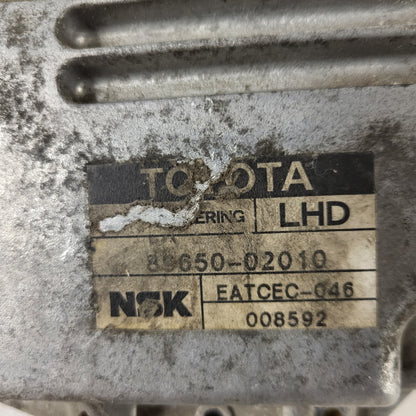 TOYOTA
ERING LHD
89650-02010
NSK EATCEC-046
008592